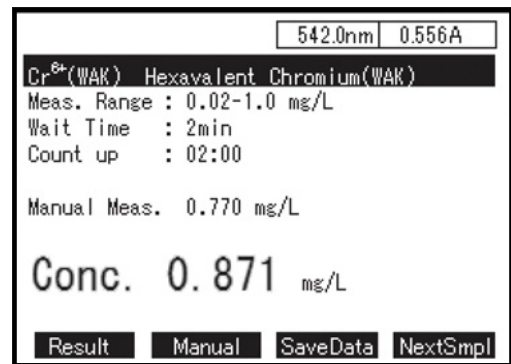 542.0nm 0.556A
Cr⁶⁺(WAK) Hexavalent Chromium(WAK)
Meas. Range : 0.02-1.0 mg/L
Wait Time : 2min
Count up : 02:00
Manual Meas. 0.770 mg/L
Conc. 0.871 mg/L
Result Manual SaveData NextSmpl